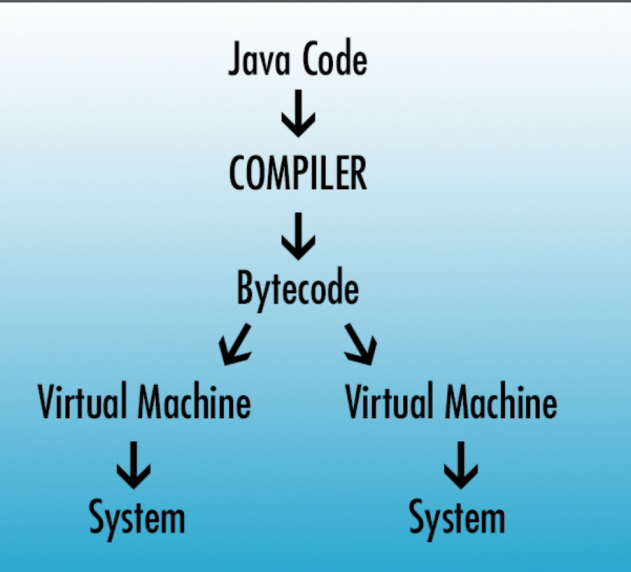 Java Code
COMPILER
Bytecode
Virtual Machine
Virtual Machine
System
System